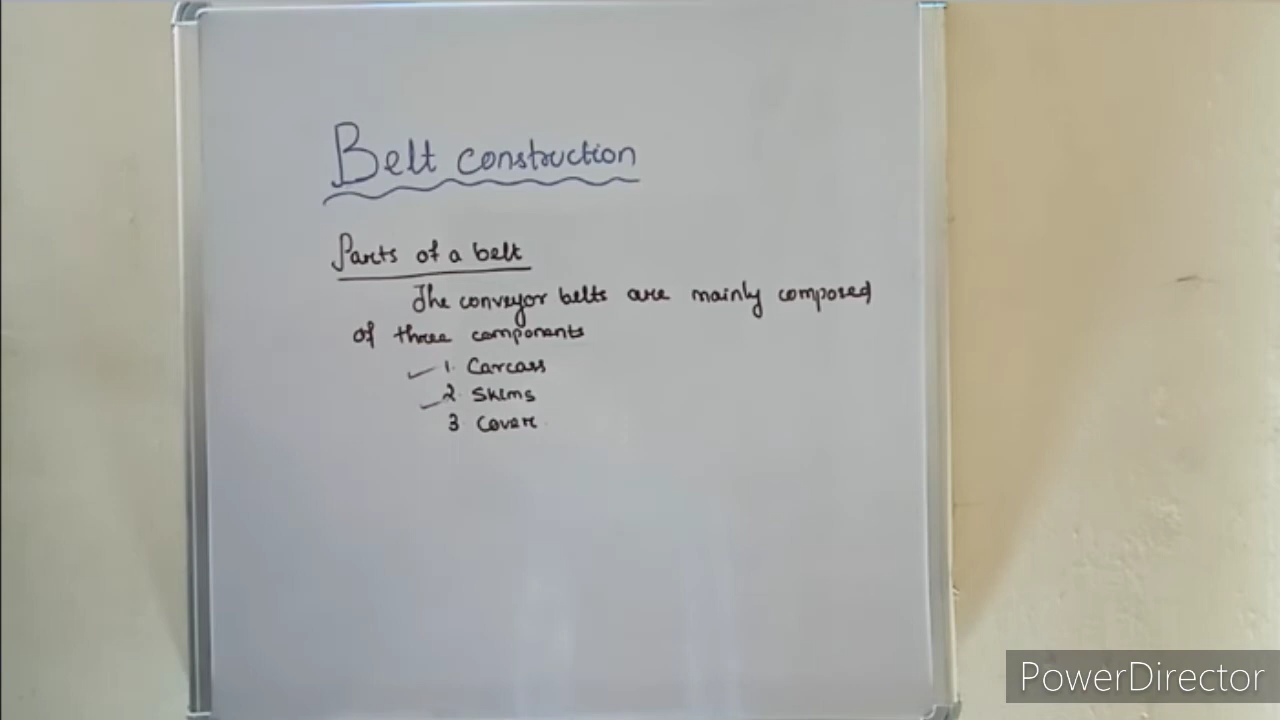 Belt construction
Parts of a belt
The conveyor belts are mainly composed
of three components
1. Carcass
2. Skims
3 Cover
PowerDirector